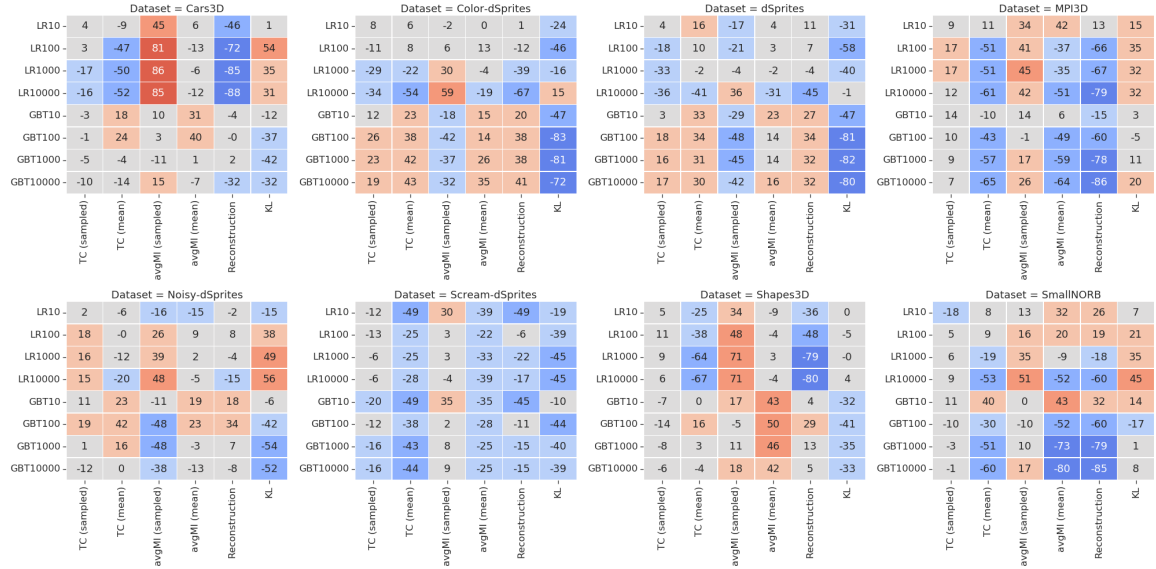 Dataset = Cars3D Dataset = Color-dSprites Dataset = dSprites Dataset = MPI3D
LR10 4 -9 45 6 -46 1 LR10 8 6 -2 0 -1 -24 LR10 4 16 -17 4 11 -31 LR10 9 11 34 42 13 15
LR100 3 -47 81 -13 -72 54 LR100 -11 8 6 13 -12 -46 LR100 -18 10 -21 3 7 -58 LR100 17 -51 41 -37 -66 35
LR1000 -17 -50 86 -6 -85 35 LR1000 -29 -22 30 -4 -39 -16 LR1000 -33 -2 -4 -2 -4 -40 LR1000 17 -51 45 -35 -67 32
LR10000 -16 -52 85 -12 -88 31 LR10000 -34 -54 59 -19 -67 15 LR10000 -36 -41 36 -31 -45 -1 LR10000 12 -61 42 -51 -79 32
GBT10 -3 18 10 31 -4 -12 GBT10 12 23 -18 15 20 -47 GBT10 3 33 -29 23 27 -47 GBT10 14 -10 14 6 -15 3
GBT100 -1 24 3 40 -0 -37 GBT100 26 38 -42 14 38 -83 GBT100 18 34 -48 14 34 -81 GBT100 10 -43 -1 -49 -60 -5
GBT1000 -5 -4 -11 1 2 -42 GBT1000 23 42 -37 26 38 -81 GBT1000 16 31 -45 14 32 -82 GBT1000 9 -57 17 -59 -78 11
GBT10000 -10 -14 15 -7 -32 -32 GBT10000 19 43 -32 35 41 -72 GBT10000 17 30 -42 16 32 -80 GBT10000 7 -65 26 -64 -86 20
TC (sampled) TC (mean) avgMI (sampled) avgMI (mean) Reconstruction KL TC (sampled) TC (mean) avgMI (sampled) avgMI (mean) Reconstruction KL TC (sampled) TC (mean) avgMI (sampled) avgMI (mean) Reconstruction KL TC (sampled) TC (mean) avgMI (sampled) avgMI (mean) Reconstruction KL
Dataset = Noisy-dSprites Dataset = Scream-dSprites Dataset = Shapes3D Dataset = SmallNORB
LR10 2 -6 -16 -15 -2 -15 LR10 -12 -49 30 -39 -49 -19 LR10 5 -25 34 -9 -36 0 LR10 -18 8 13 32 26 7
LR100 18 -0 26 9 8 38 LR100 -13 -25 3 -22 -6 -39 LR100 11 -38 48 -4 -48 -5 LR100 5 9 16 20 19 21
LR1000 16 -12 39 2 -4 49 LR1000 -6 -25 3 -33 -22 -45 LR1000 9 -64 71 3 -79 -0 LR1000 6 -19 35 -9 -18 35
LR10000 15 -20 48 -5 -15 56 LR10000 -6 -28 -4 -39 -17 -45 LR10000 6 -67 71 -4 -80 4 LR10000 9 -53 51 -52 -60 45
GBT10 11 23 -11 19 18 -6 GBT10 -20 -49 35 -35 -45 -10 GBT10 -7 0 17 43 4 -32 GBT10 11 40 0 43 32 14
GBT100 19 42 -48 23 34 -42 GBT100 -12 -38 2 -28 -11 -44 GBT100 -14 16 -5 50 29 -41 GBT100 -10 -30 -10 -52 -60 -17
GBT1000 1 16 -48 -3 7 -54 GBT1000 -16 -43 8 -25 -15 -40 GBT1000 -8 3 11 46 13 -35 GBT1000 -3 -51 10 -73 -79 1
GBT10000 -12 0 -38 -13 -8 -52 GBT10000 -16 -44 9 -25 -15 -39 GBT10000 -6 -4 18 42 5 -33 GBT10000 -1 -60 17 -80 -85 8
TC (sampled) TC (mean) avgMI (sampled) avgMI (mean) Reconstruction KL TC (sampled) TC (mean) avgMI (sampled) avgMI (mean) Reconstruction KL TC (sampled) TC (mean) avgMI (sampled) avgMI (mean) Reconstruction KL TC (sampled) TC (mean) avgMI (sampled) avgMI (mean) Reconstruction KL